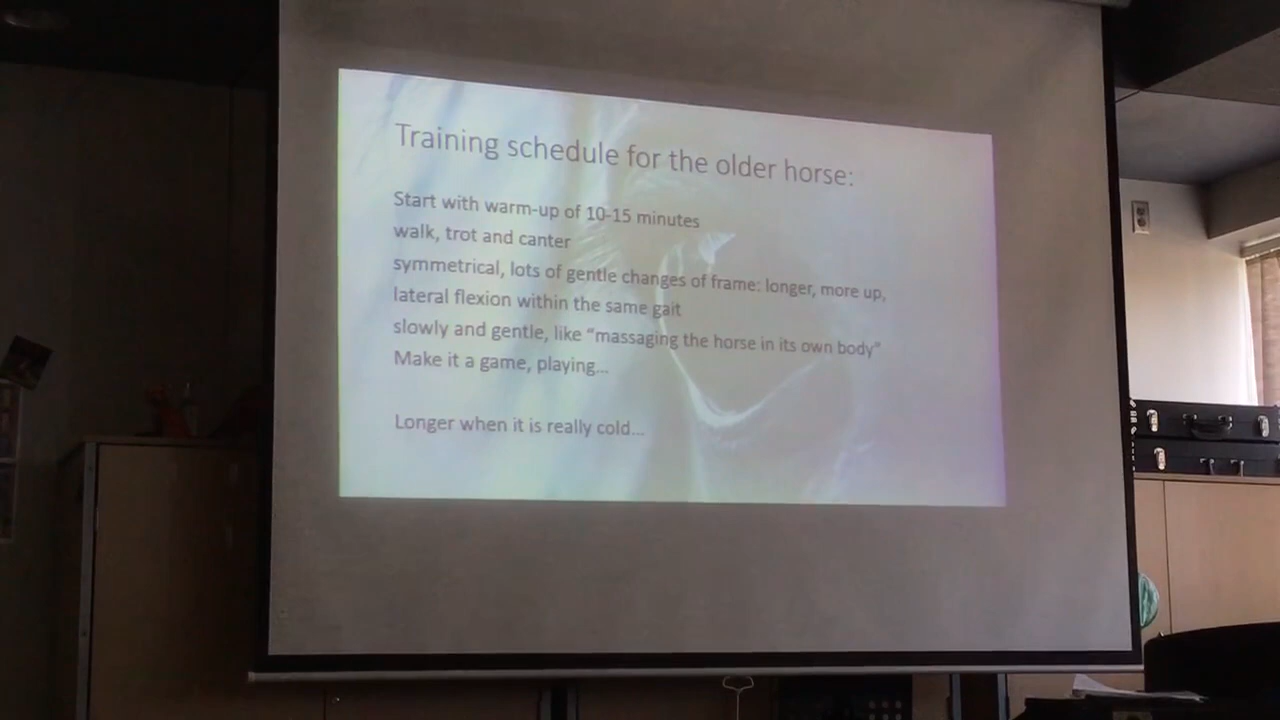 Training schedule for the older horse:
Start with warm-up of 10-15 minutes
walk, trot and canter
symmetrical, lots of gentle changes of frame: longer, more up,
lateral flexion within the same gait
slowly and gentle, like “massaging the horse in its own body”
Make it a game, playing...
Longer when it is really cold...